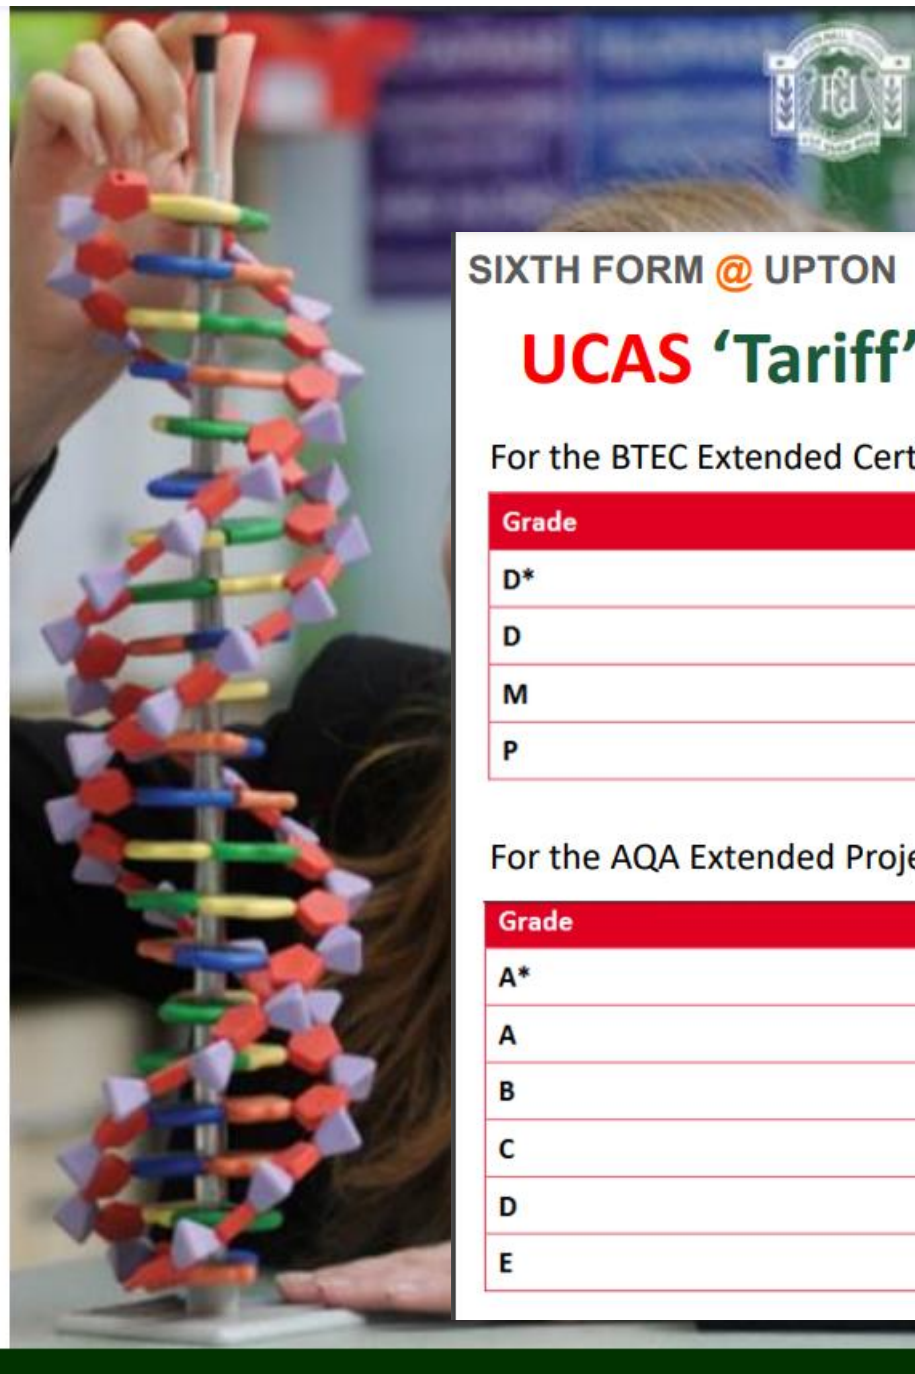 SIXTH FORM @ UPTON
UCAS ‘Tariff’
For the BTEC Extended Cert
Grade
D*
D
M
P
For the AQA Extended Proje
Grade
A*
A
B
C
D
E